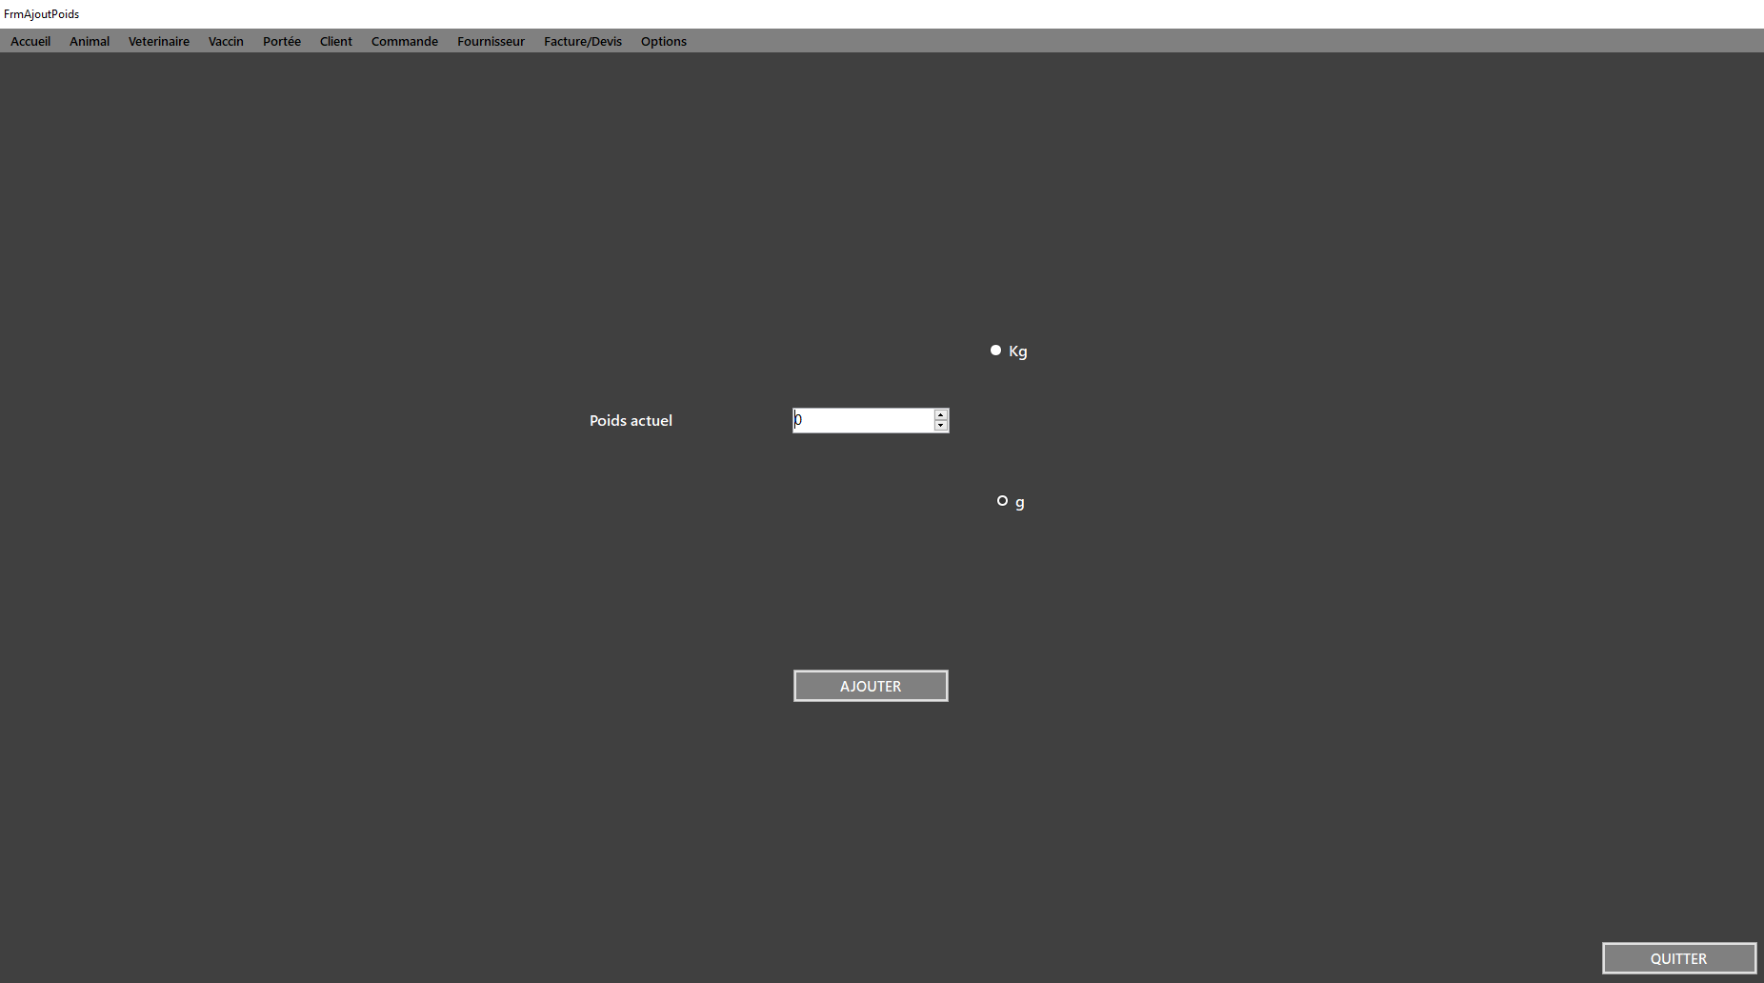 FrmAjoutPoids
Accueil Animal Veterinaire Vaccin Portée Client Commande Fournisseur Facture/Devis Options
Kg
Poids actuel 0
g
AJOUTER
QUITTER